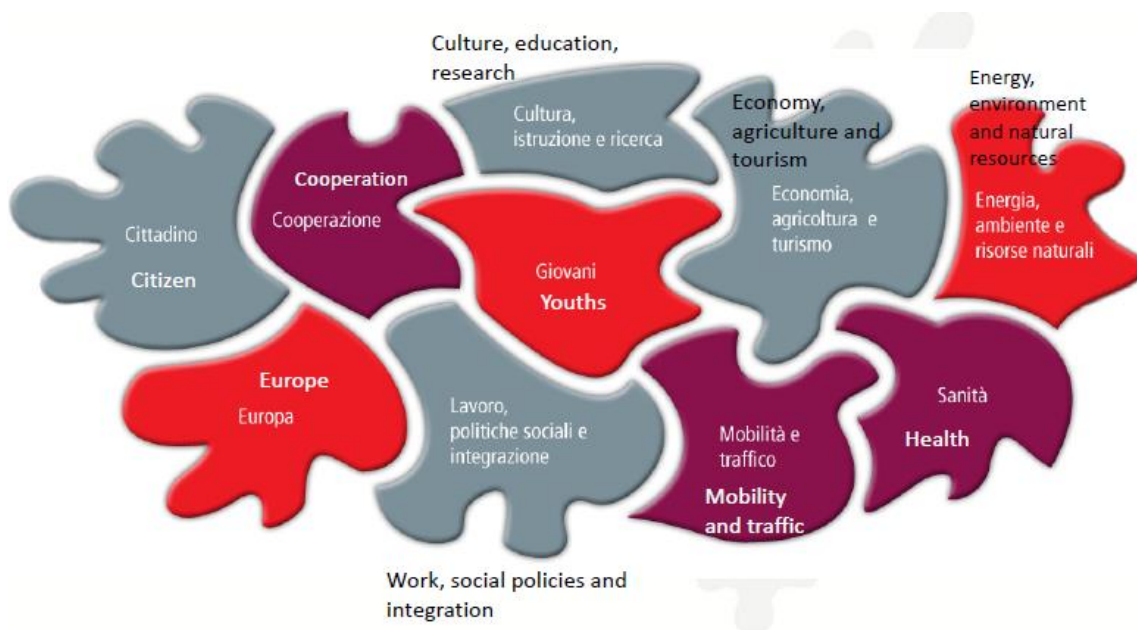 Culture, education,
research
Cultura,
istruzione e ricerca
Economy,
agriculture and
tourism
Economia,
agricoltura e
turismo
Energy,
environment
and natural
resources
Energia,
ambiente e
risorse naturali
Cooperation
Cooperazione
Cittadino
Citizen
Giovani
Youths
Europe
Europa
Lavoro,
politiche sociali e
integrazione
Work, social policies and
integration
Mobilità e
traffico
Mobility
and traffic
Sanità
Health